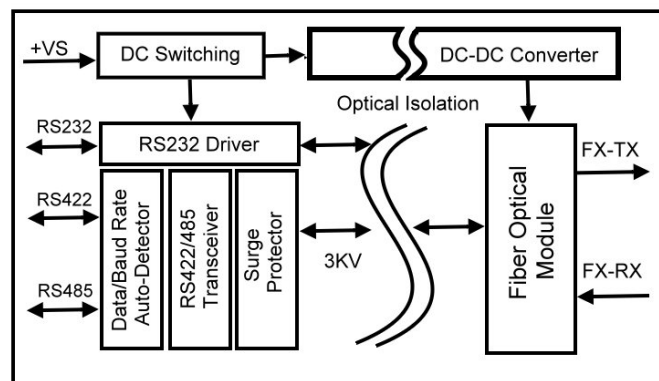 +VS
DC Switching
DC-DC Converter
Optical Isolation
RS232
RS232 Driver
FX-TX
RS422
RS485
Data/Baud Rate
Auto-Detector
RS422/485
Transceiver
Surge
Protector
3KV
Fiber Optical
Module
FX-RX